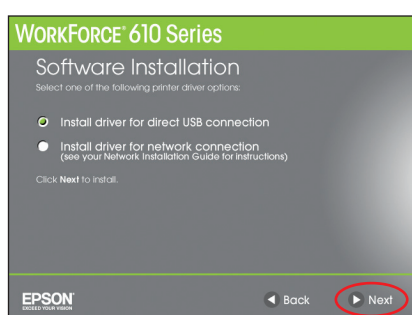 WORKFORCE® 610 Series
Software Installation
Select one of the following printer driver options:
Install driver for direct USB connection
Install driver for network connection
(see your Network Installation Guide for instructions)
Click Next to install.
EPSON®
EXCEED YOUR VISION
Back
Next